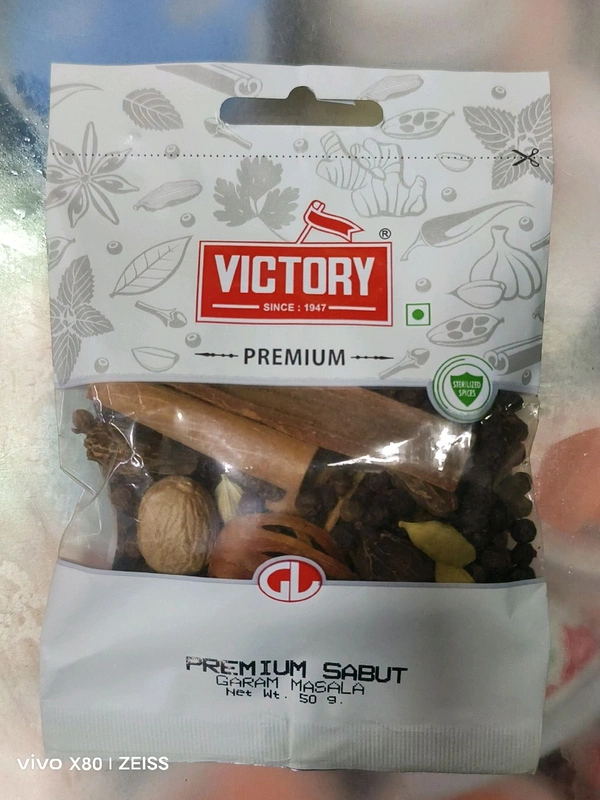 VICTORY
®
SINCE : 1947
PREMIUM
STERILIZED
SPICES
GL
PREMIUM SABUT
GARAM MASALA
Net Wt. 50 g.
vivo X80 | ZEISS